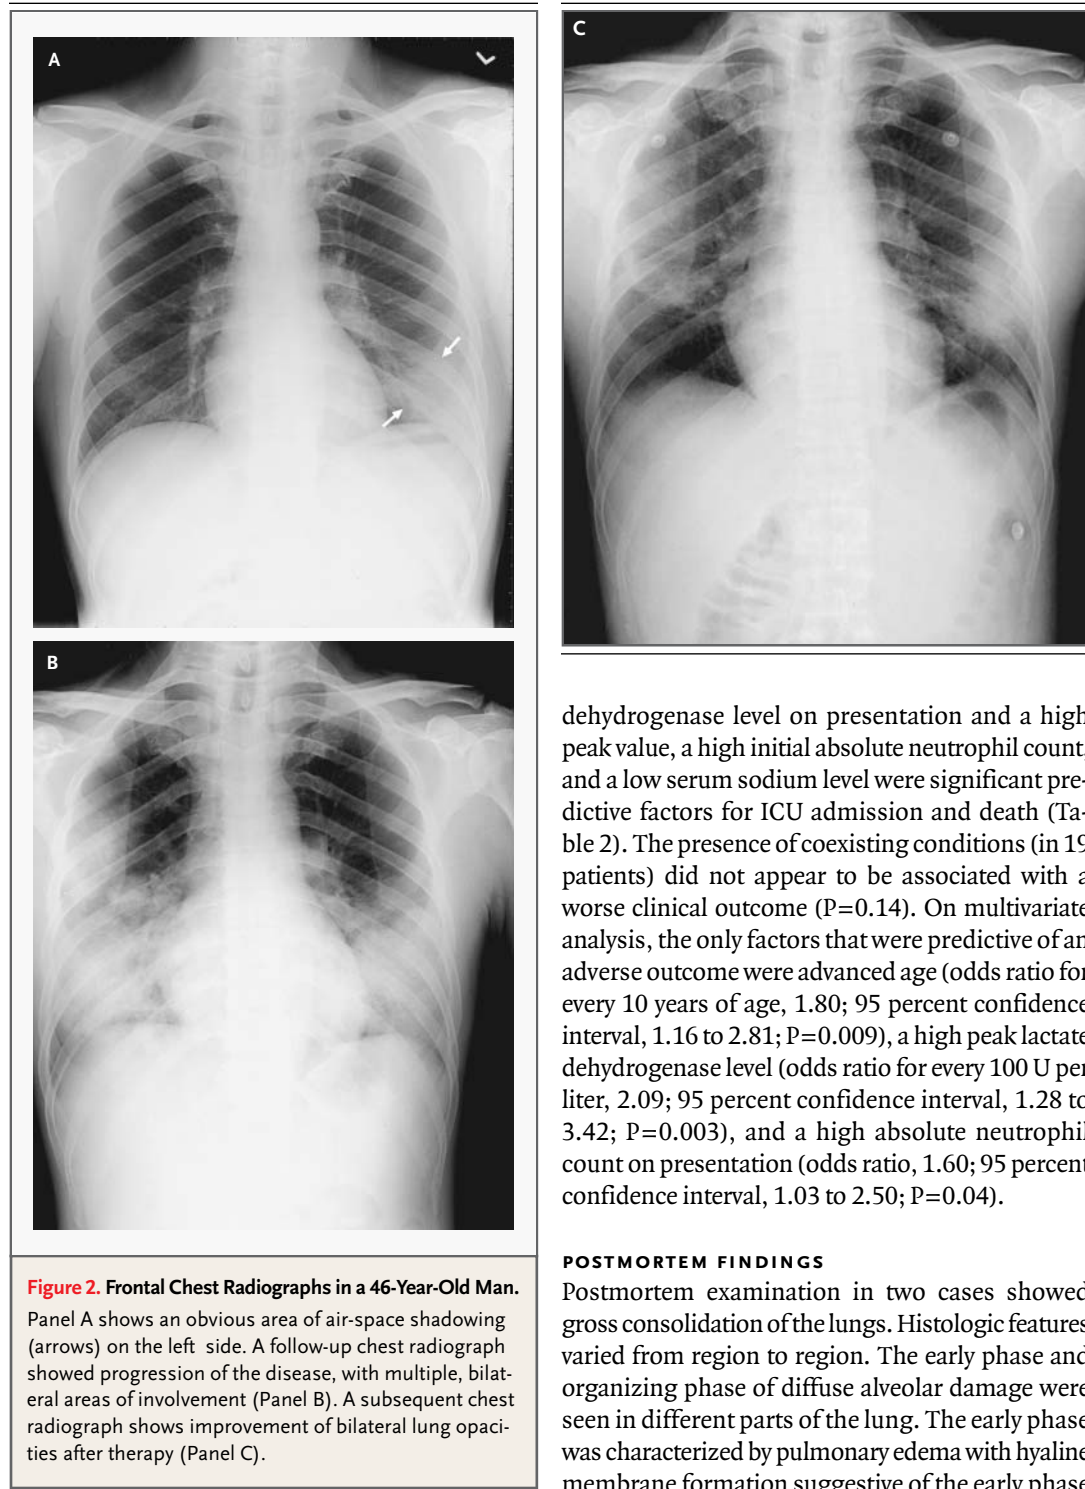 A
B
Figure 2. Frontal Chest Radiographs in a 46-Year-Old Man.
Panel A shows an obvious area of air-space shadowing
(arrows) on the left side. A follow-up chest radiograph
showed progression of the disease, with multiple, bilat-
eral areas of involvement (Panel B). A subsequent chest
radiograph shows improvement of bilateral lung opaci-
ties after therapy (Panel C).
C
dehydrogenase level on presentation and a high
peak value, a high initial absolute neutrophil count,
and a low serum sodium level were significant pre-
dictive factors for ICU admission and death (Ta-
ble 2). The presence of coexisting conditions (in 19
patients) did not appear to be associated with a
worse clinical outcome (P=0.14). On multivariate
analysis, the only factors that were predictive of an
adverse outcome were advanced age (odds ratio for
every 10 years of age, 1.80; 95 percent confidence
interval, 1.16 to 2.81; P=0.009), a high peak lactate
dehydrogenase level (odds ratio for every 100 U per
liter, 2.09; 95 percent confidence interval, 1.28 to
3.42; P=0.003), and a high absolute neutrophil
count on presentation (odds ratio, 1.60; 95 percent
confidence interval, 1.03 to 2.50; P=0.04).
POSTMORTEM FINDINGS
Postmortem examination in two cases showed
gross consolidation of the lungs. Histologic features
varied from region to region. The early phase and
organizing phase of diffuse alveolar damage were
seen in different parts of the lung. The early phase
was characterized by pulmonary edema with hyaline
membrane formation suggestive of the early phase